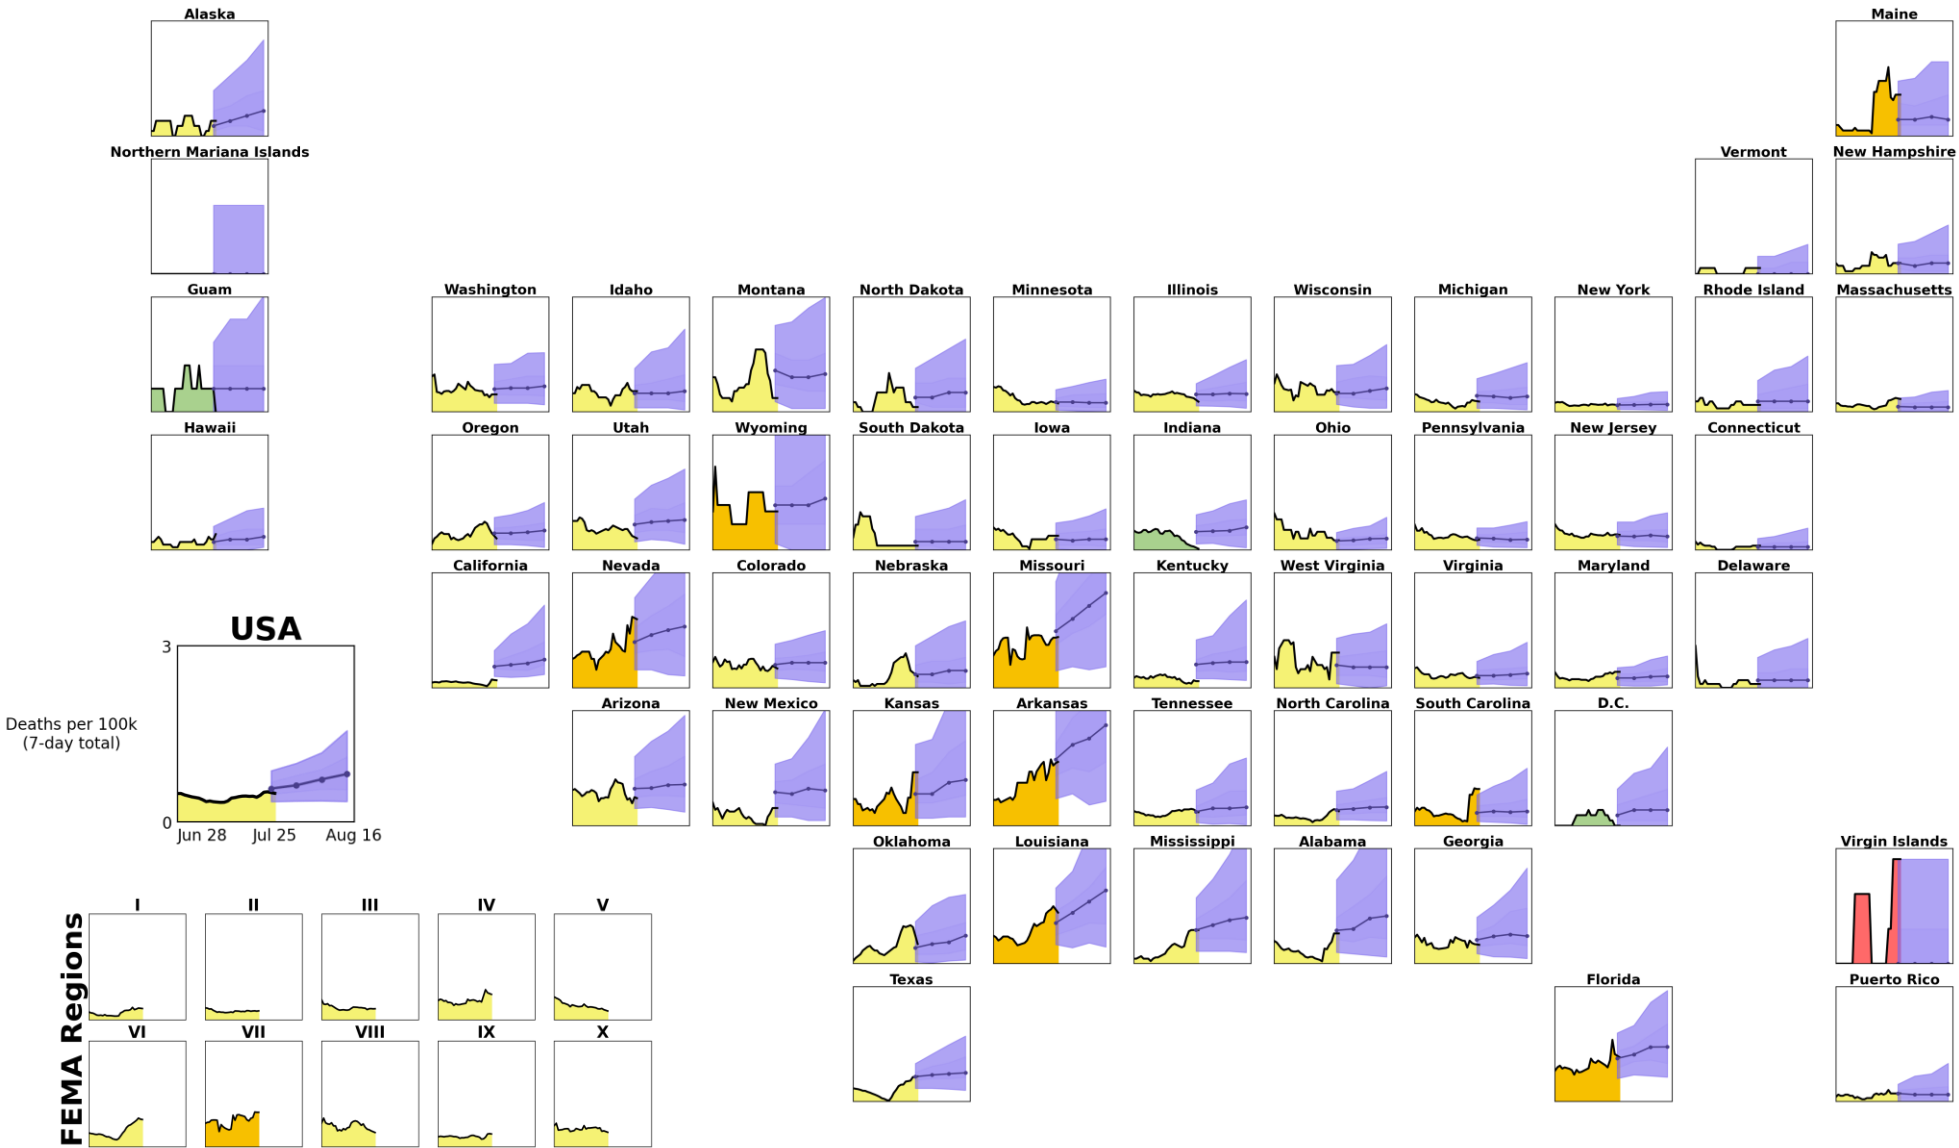 Alaska
Maine
Northern Mariana Islands
Vermont
New Hampshire
Guam
Washington
Idaho
Montana
North Dakota
Minnesota
Illinois
Wisconsin
Michigan
New York
Rhode Island
Massachusetts
Hawaii
Oregon
Utah
Wyoming
South Dakota
Iowa
Indiana
Ohio
Pennsylvania
New Jersey
Connecticut
California
Nevada
Colorado
Nebraska
Missouri
Kentucky
West Virginia
Virginia
Maryland
Delaware
USA
3
Deaths per 100k
(7-day total)
0
Jun 28
Jul 25
Aug 16
Arizona
New Mexico
Kansas
Arkansas
Tennessee
North Carolina
South Carolina
D.C.
Oklahoma
Louisiana
Mississippi
Alabama
Georgia
Virgin Islands
Texas
Florida
Puerto Rico
FEMA Regions
I
II
III
IV
V
VI
VII
VIII
IX
X